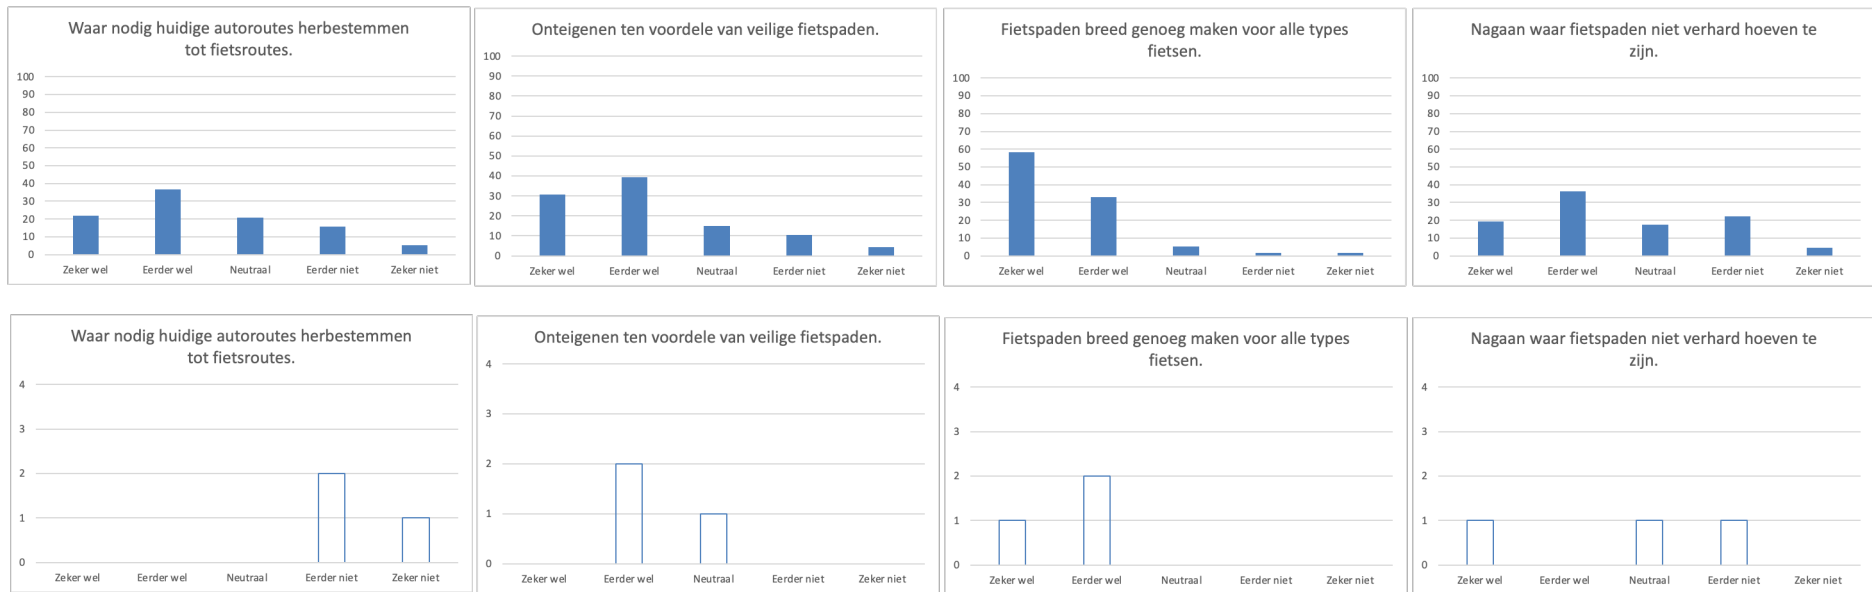 Waar nodig huidige autoroutes herbestemmen
tot fietsroutes.
100
90
80
70
60
50
40
30
20
10
0
Zeker wel Eerder wel Neutraal Eerder niet Zeker niet
Onteigenen ten voordele van veilige fietspaden.
100
90
80
70
60
50
40
30
20
10
0
Zeker wel Eerder wel Neutraal Eerder niet Zeker niet
Fietspaden breed genoeg maken voor alle types
fietsen.
100
90
80
70
60
50
40
30
20
10
0
Zeker wel Eerder wel Neutraal Eerder niet Zeker niet
Nagaan waar fietspaden niet verhard hoeven te
zijn.
100
90
80
70
60
50
40
30
20
10
0
Zeker wel Eerder wel Neutraal Eerder niet Zeker niet
Waar nodig huidige autoroutes herbestemmen
tot fietsroutes.
4
3
2
1
0
Zeker wel Eerder wel Neutraal Eerder niet Zeker niet
Onteigenen ten voordele van veilige fietspaden.
4
3
2
1
0
Zeker wel Eerder wel Neutraal Eerder niet Zeker niet
Fietspaden breed genoeg maken voor alle types
fietsen.
4
3
2
1
0
Zeker wel Eerder wel Neutraal Eerder niet Zeker niet
Nagaan waar fietspaden niet verhard hoeven te
zijn.
4
3
2
1
0
Zeker wel Eerder wel Neutraal Eerder niet Zeker niet